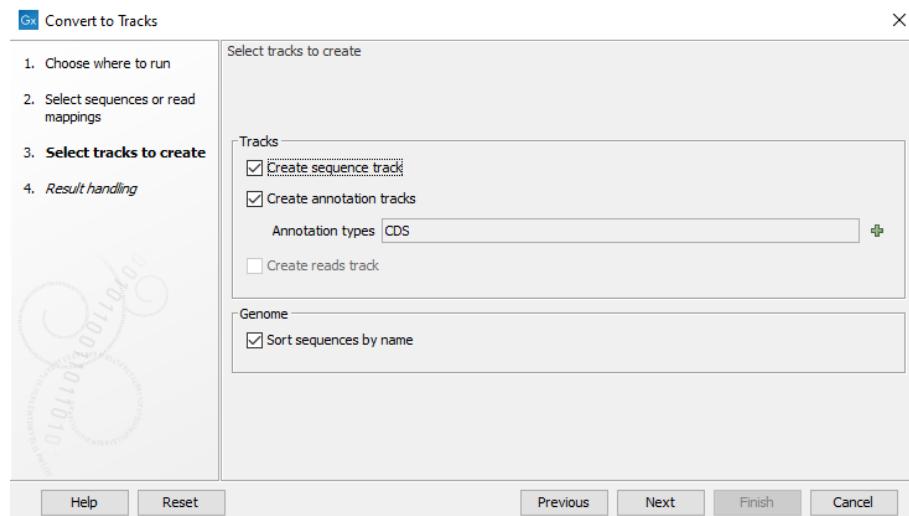 Gx Convert to Tracks
1. Choose where to run
2. Select sequences or read
mappings
3. Select tracks to create
4. Result handling
Select tracks to create
Tracks
Create sequence track
Create annotation tracks
Annotation types CDS
Create reads track
Genome
Sort sequences by name
Help Reset Previous Next Finish Cancel